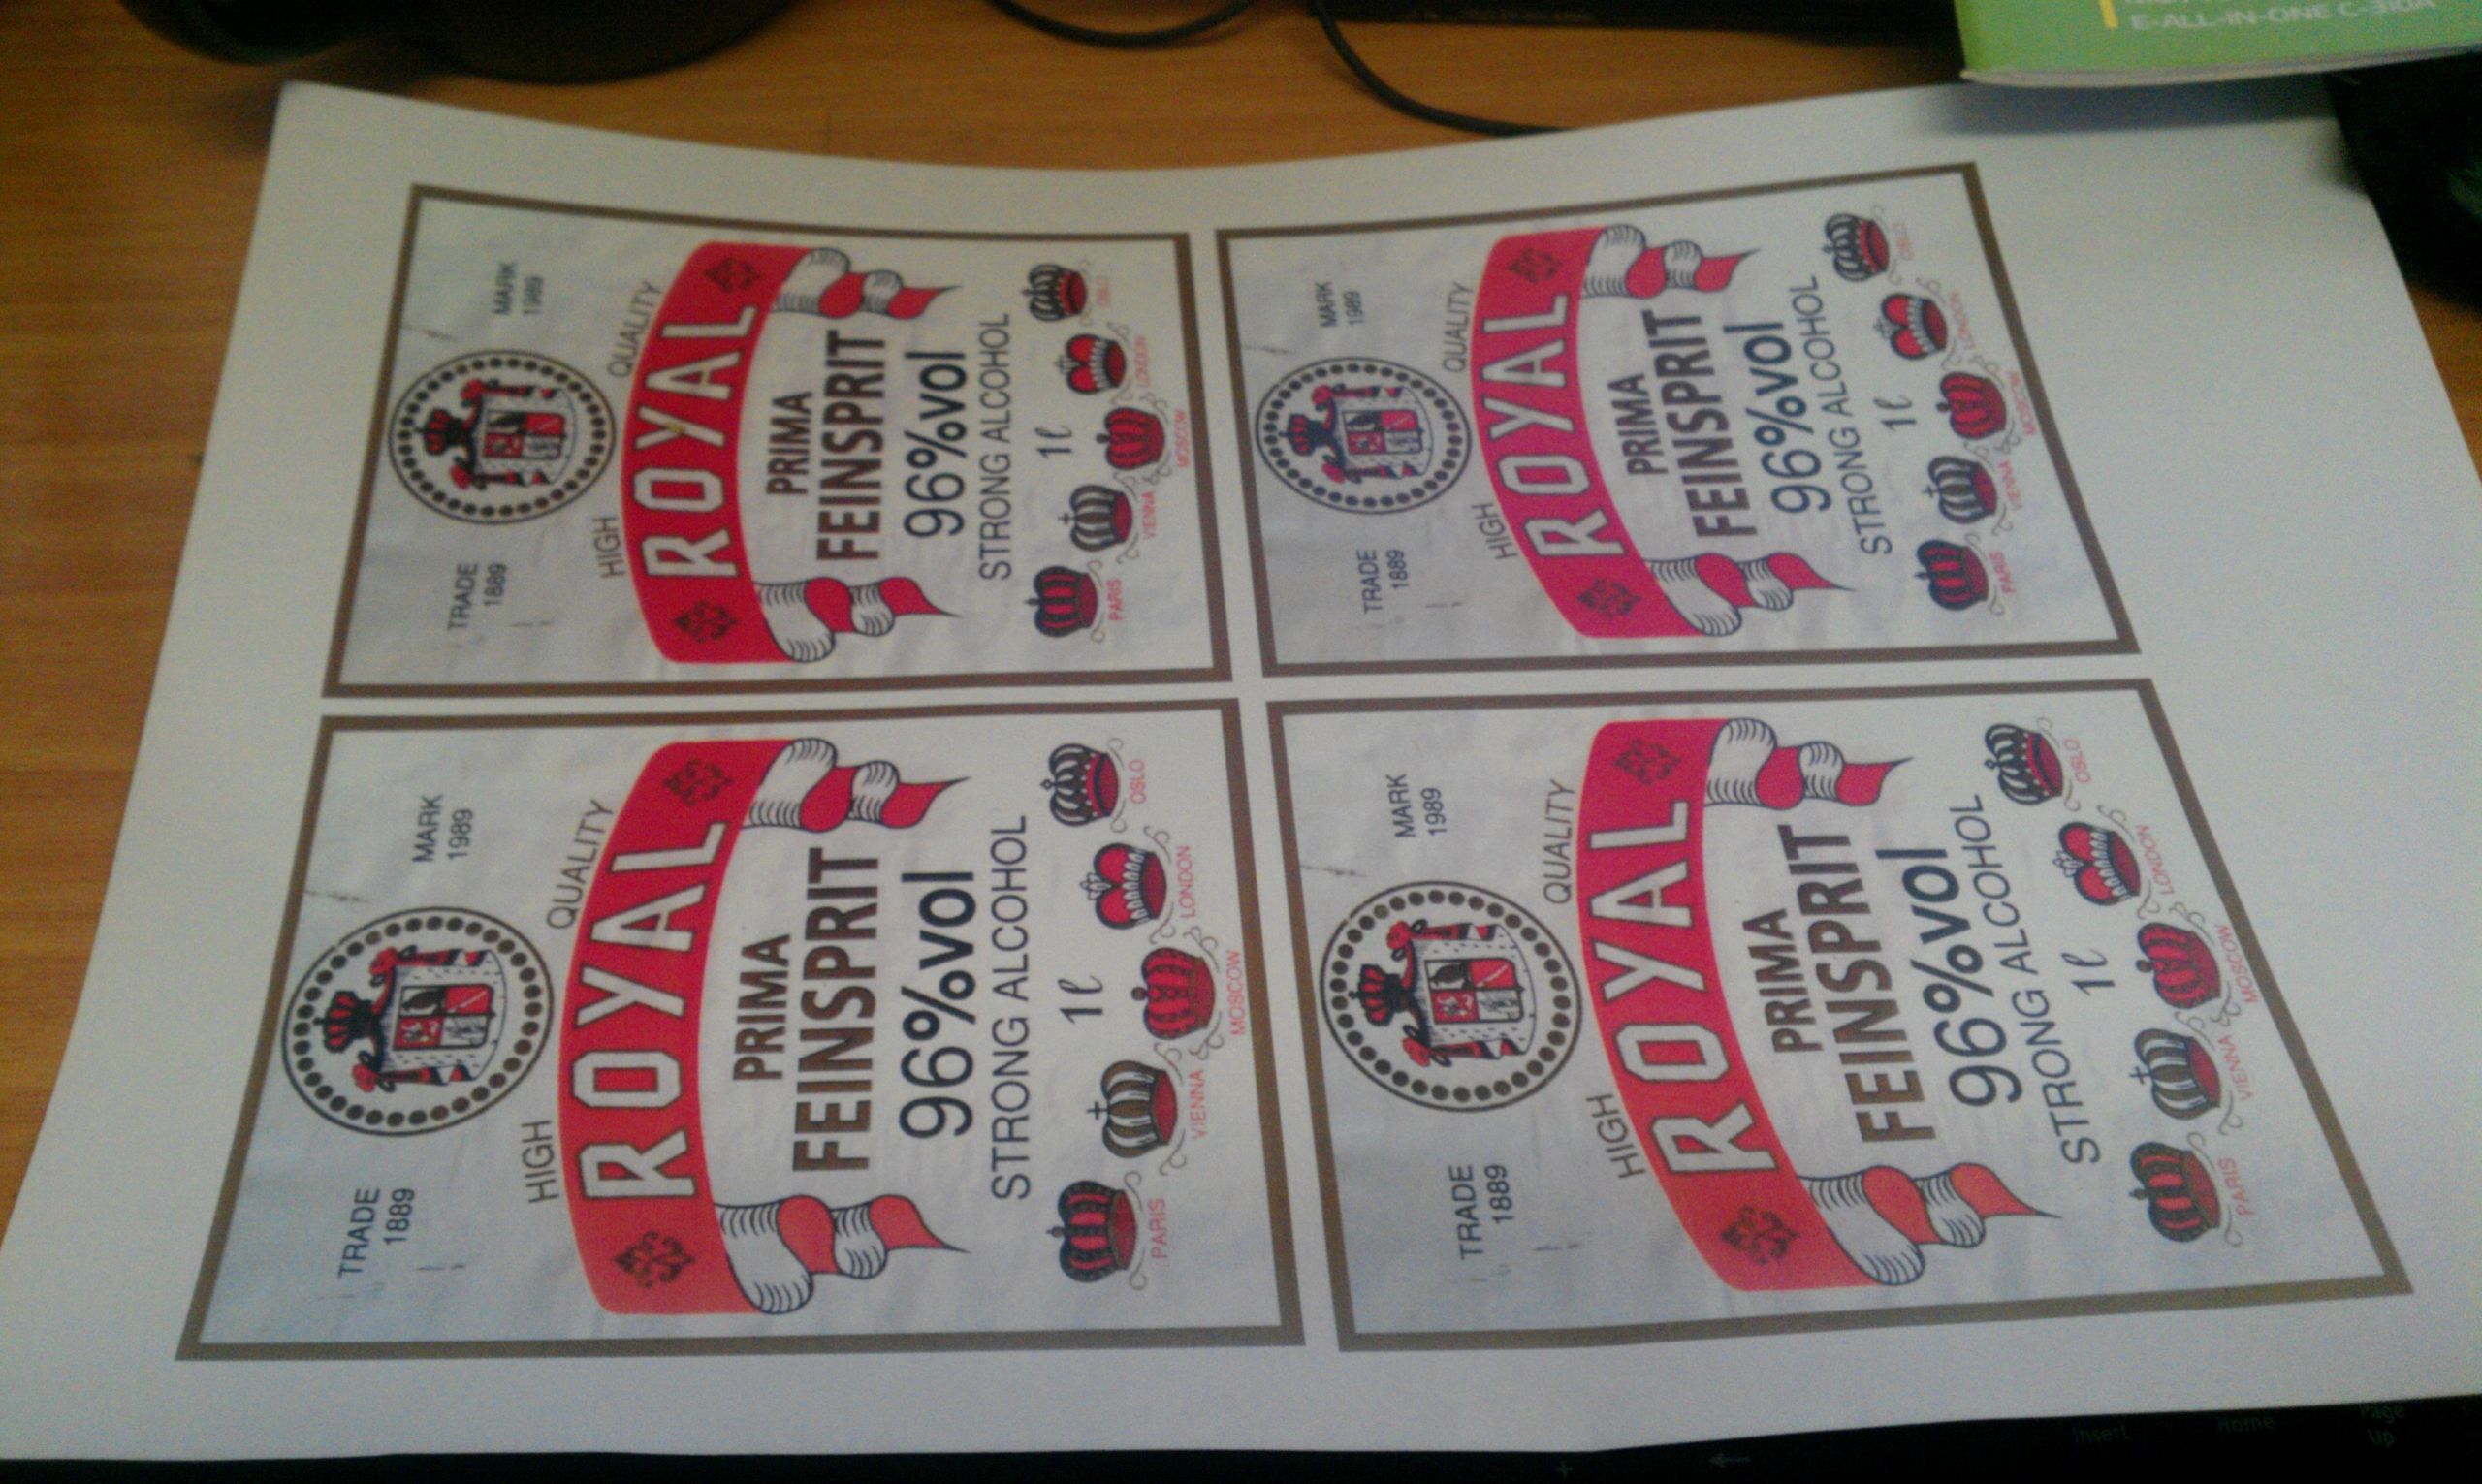 TRADE MARK
1889 1989
HIGH QUALITY
ROYAL
PRIMA
FEINSPRIT
96%vol
STRONG ALCOHOL
1l
PARIS VIENNA MOSCOW LONDON OSLO
TRADE MARK
1889 1989
HIGH QUALITY
ROYAL
PRIMA
FEINSPRIT
96%vol
STRONG ALCOHOL
1l
PARIS VIENNA MOSCOW LONDON OSLO
TRADE MARK
1889 1989
HIGH QUALITY
ROYAL
PRIMA
FEINSPRIT
96%vol
STRONG ALCOHOL
1l
PARIS VIENNA MOSCOW LONDON OSLO
TRADE MARK
1889 1989
HIGH QUALITY
ROYAL
PRIMA
FEINSPRIT
96%vol
STRONG ALCOHOL
1l
PARIS VIENNA MOSCOW LONDON OSLO
E-ALL-IN-ONE C-310A
Insert Home Page
Up